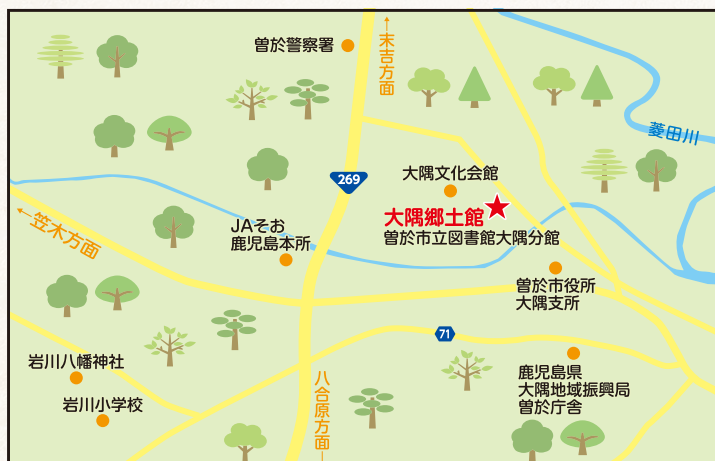 曽於警察署
←末吉方面
菱田川
大隅文化会館
269
大隅郷土館
曽於市立図書館大隅分館
←笠木方面
JAそお
鹿児島本所
曽於市役所
大隅支所
71
岩川八幡神社
鹿児島県
大隅地域振興局
曽於庁舎
岩川小学校
八合原方面